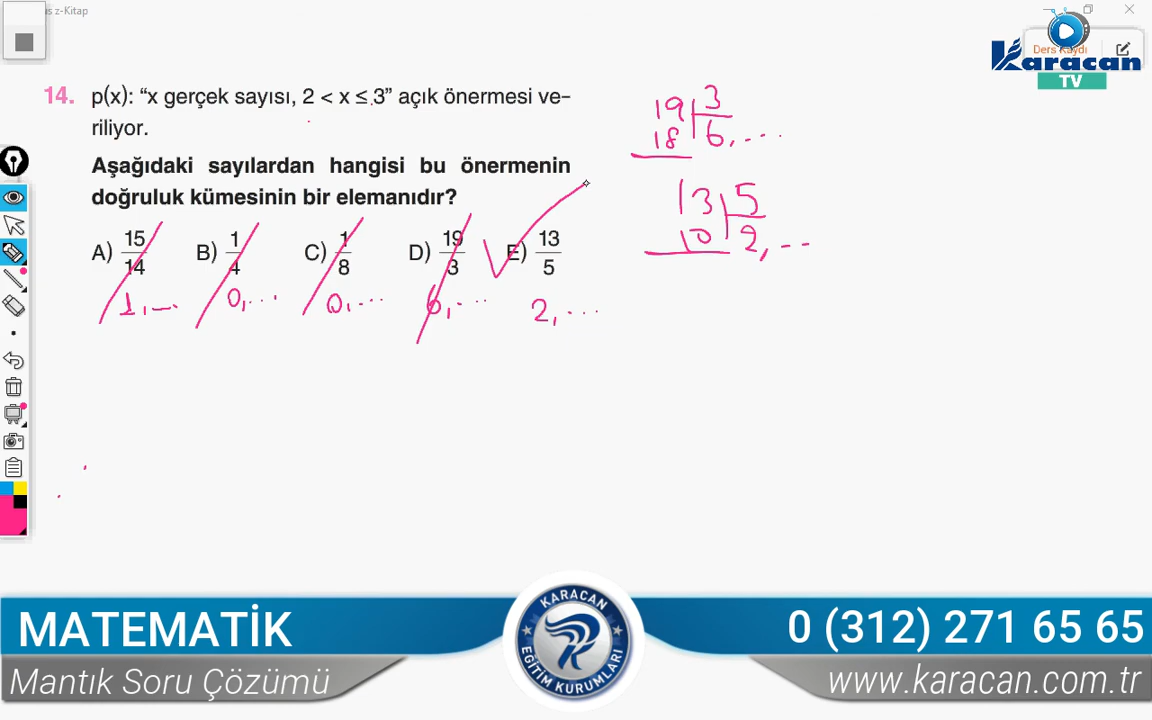 us z-Kitap
Ders Kaydı
Karacan
TV
14. p(x): “x gerçek sayısı, 2 < x ≤ 3” açık önermesi ve-
riliyor.
Aşağıdaki sayılardan hangisi bu önermenin
doğruluk kümesinin bir elemanıdır?
A) 15/14 B) 1/4 C) 1/8 D) 19/3 E) 13/5
1,... 0,... 0,... 6,... 2,...
19 3
18 6,...
13 5
10 2,...
MATEMATİK
Mantık Soru Çözümü
KARACAN
EĞİTİM KURUMLARI
0 (312) 271 65 65
www.karacan.com.tr